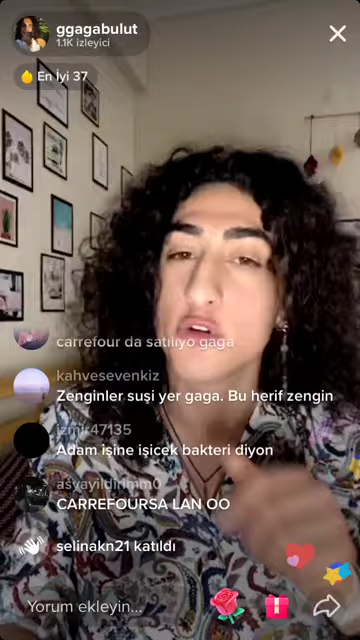 ggagabulut
1.1K izleyici
En İyi 37
carrefour da satılıyo gaga
kahvesevenkiz
Zenginler suşi yer gaga. Bu herif zengin
izmir47135
Adam işine işicek bakteri diyon
asyayildirimm0
CARREFOURSA LAN OO
selinakn21 katıldı
Yorum ekleyin...